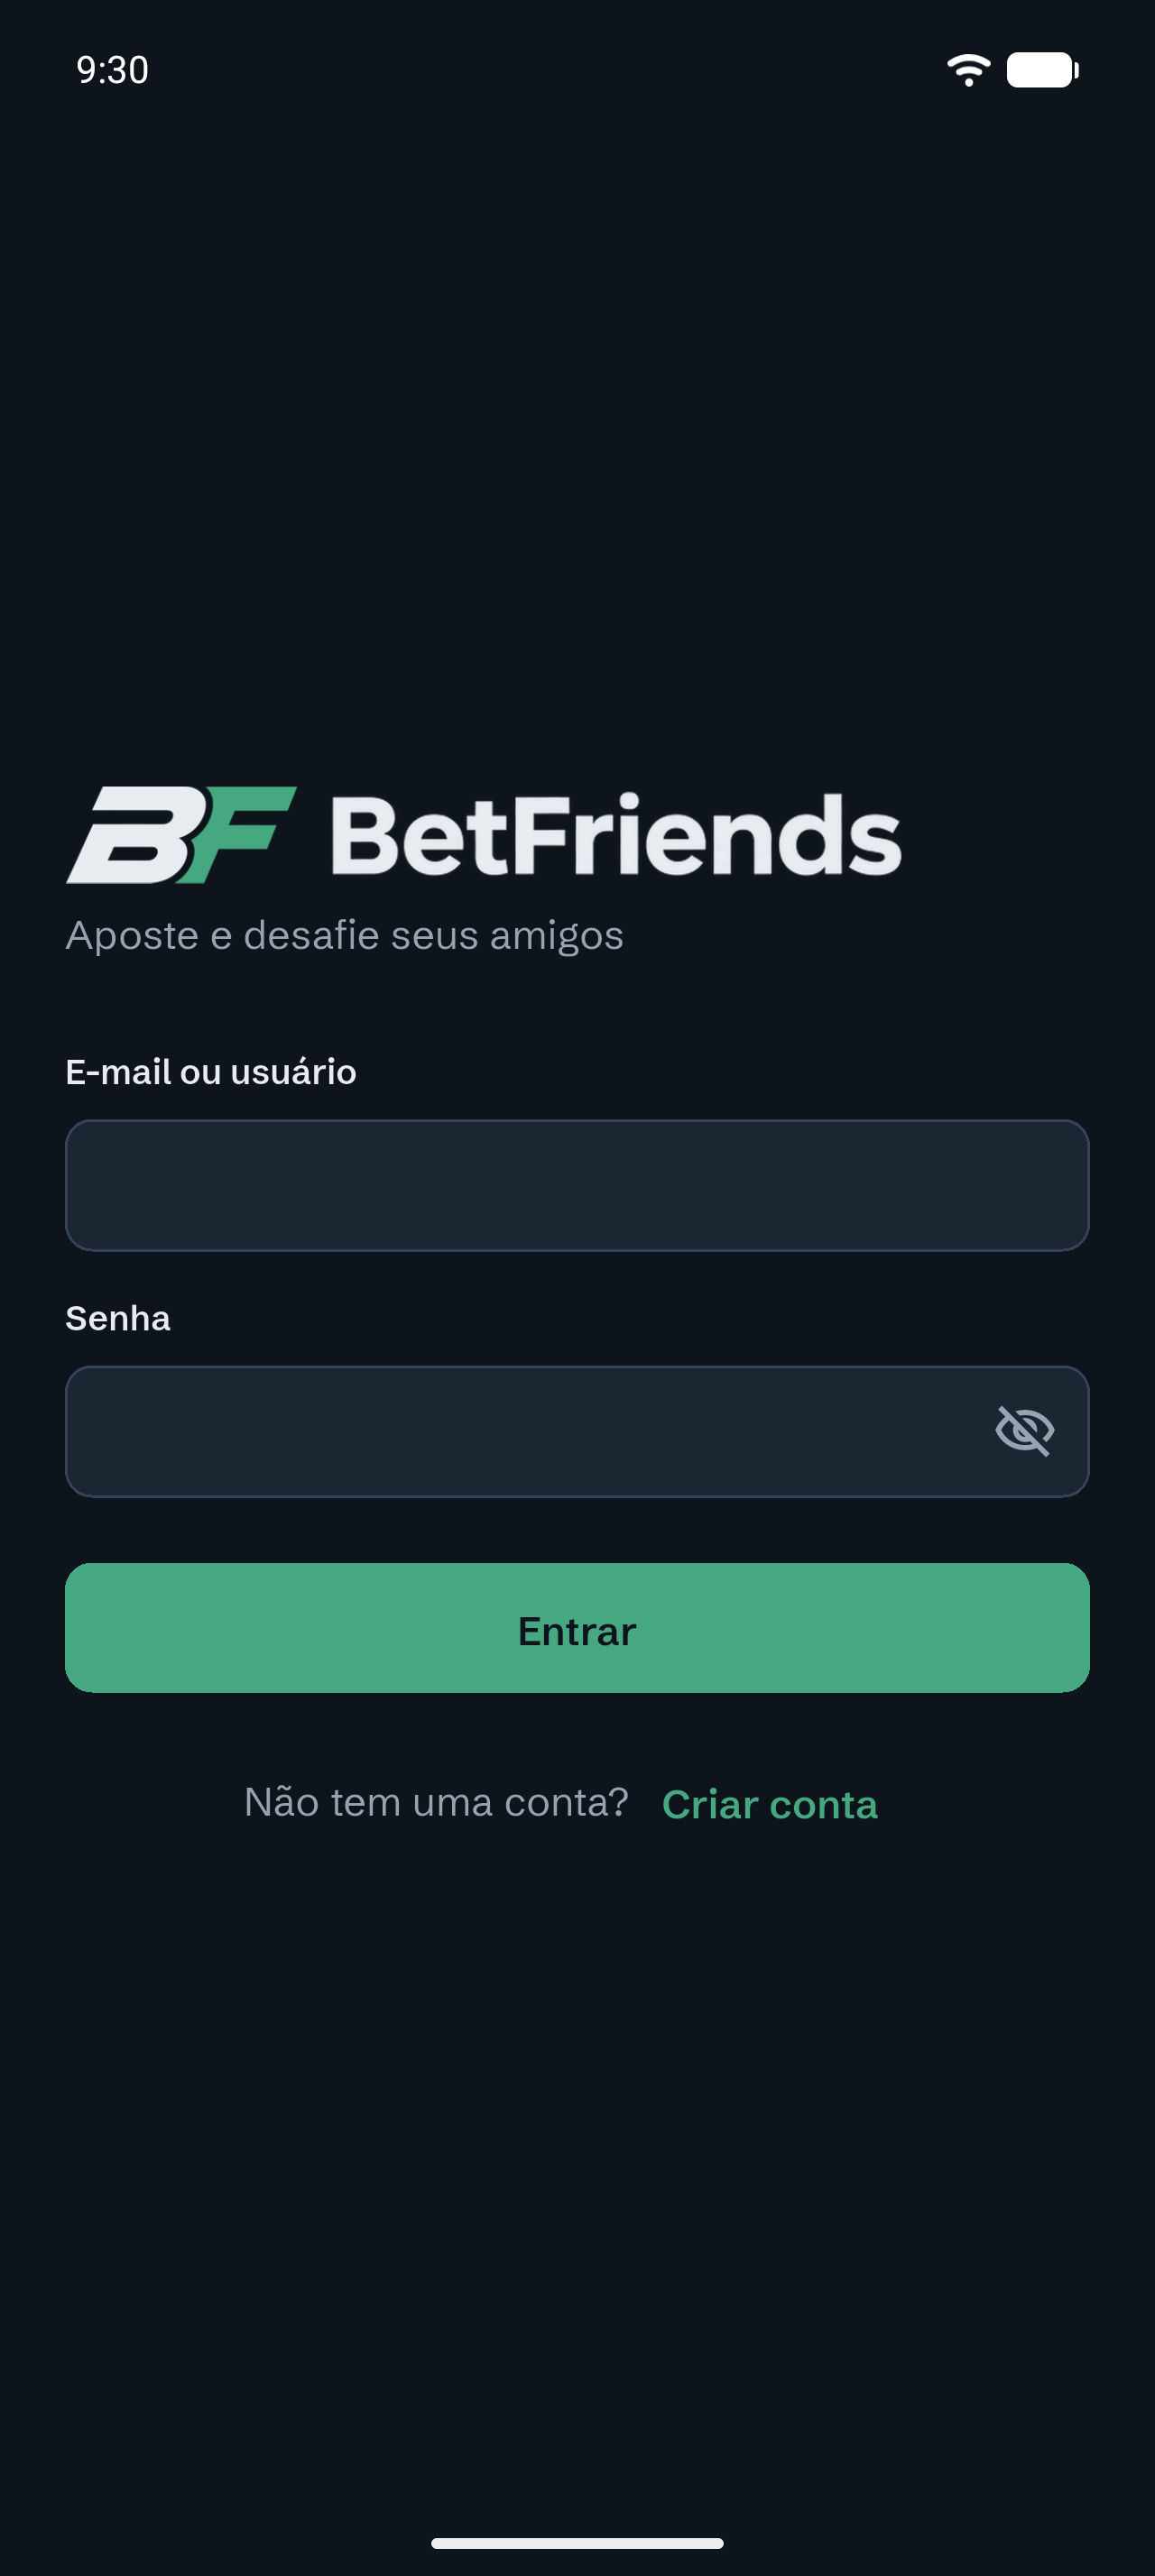 9:30
BF BetFriends
Aposte e desafie seus amigos
E-mail ou usuário
Senha
Entrar
Não tem uma conta? Criar conta